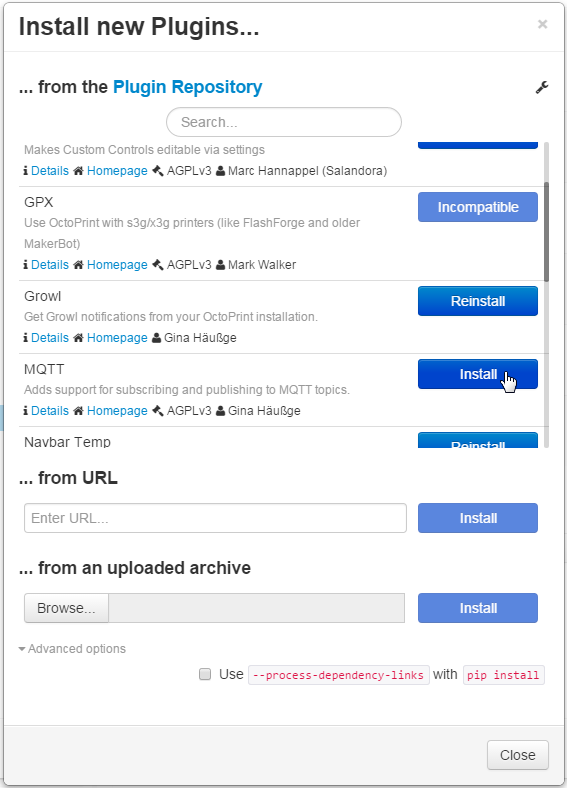 Install new Plugins...
×
... from the Plugin Repository
Search...
Makes Custom Controls editable via settings
Details Homepage AGPLv3 Marc Hannappel (Salandora)
GPX
Incompatible
Use OctoPrint with s3g/x3g printers (like FlashForge and older
MakerBot)
Details Homepage AGPLv3 Mark Walker
Growl
Reinstall
Get Growl notifications from your OctoPrint installation.
Details Homepage Gina Häußge
MQTT
Install
Adds support for subscribing and publishing to MQTT topics.
Details Homepage AGPLv3 Gina Häußge
Navbar Temp
Reinstall
... from URL
Enter URL...
Install
... from an uploaded archive
Browse...
Install
Advanced options
Use --process-dependency-links with pip install
Close